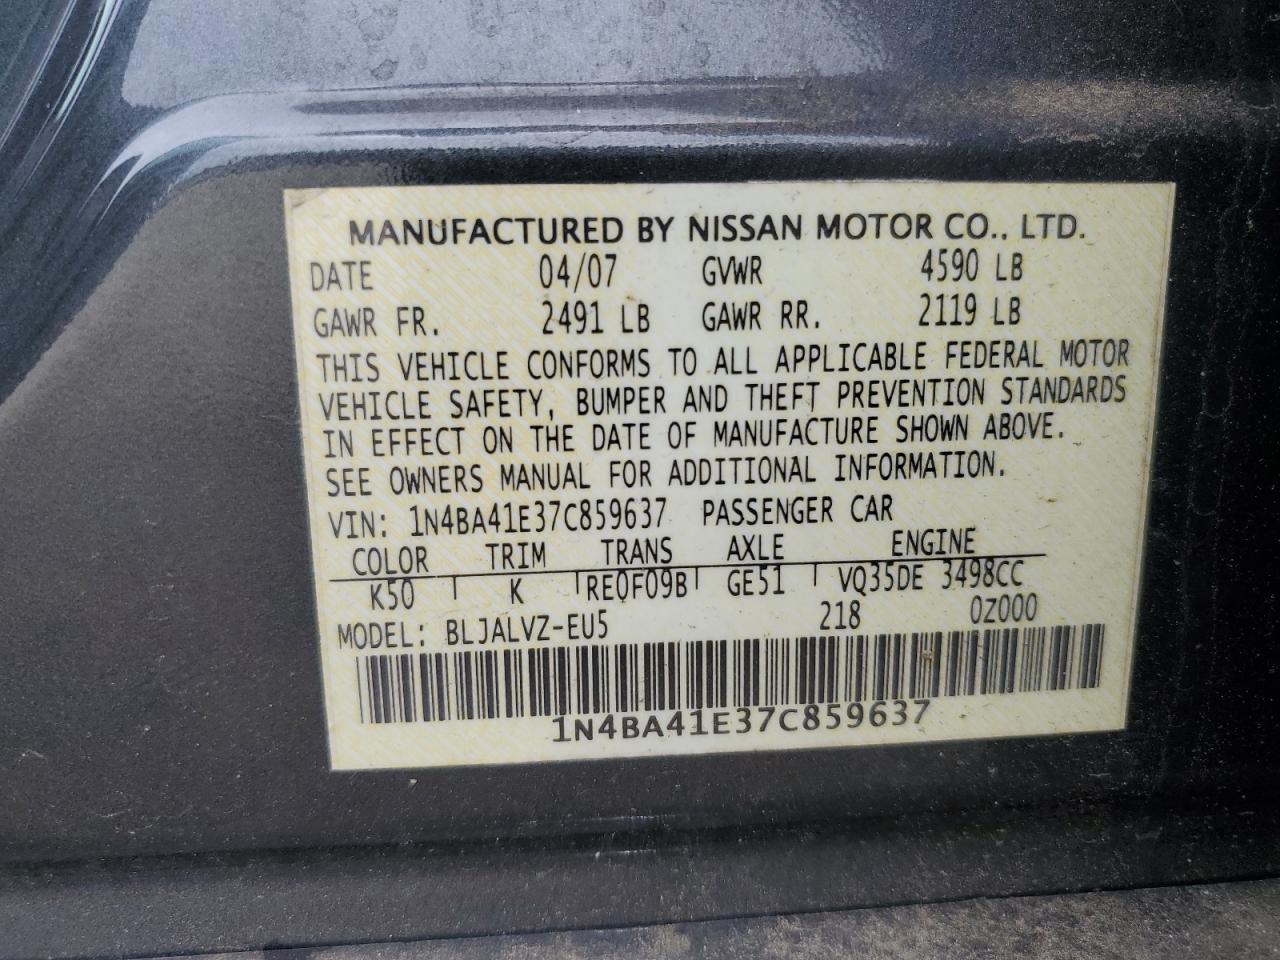 MANUFACTURED BY NISSAN MOTOR CO., LTD.
DATE 04/07 GVWR 4590 LB
GAWR FR. 2491 LB GAWR RR. 2119 LB
THIS VEHICLE CONFORMS TO ALL APPLICABLE FEDERAL MOTOR
VEHICLE SAFETY, BUMPER AND THEFT PREVENTION STANDARDS
IN EFFECT ON THE DATE OF MANUFACTURE SHOWN ABOVE.
SEE OWNERS MANUAL FOR ADDITIONAL INFORMATION.
VIN: 1N4BA41E37C859637 PASSENGER CAR
COLOR TRIM TRANS AXLE ENGINE
K50 K RE0F09B GE51 VQ35DE 3498CC
MODEL: BLJALVZ-EU5 218 0Z000
1N4BA41E37C859637